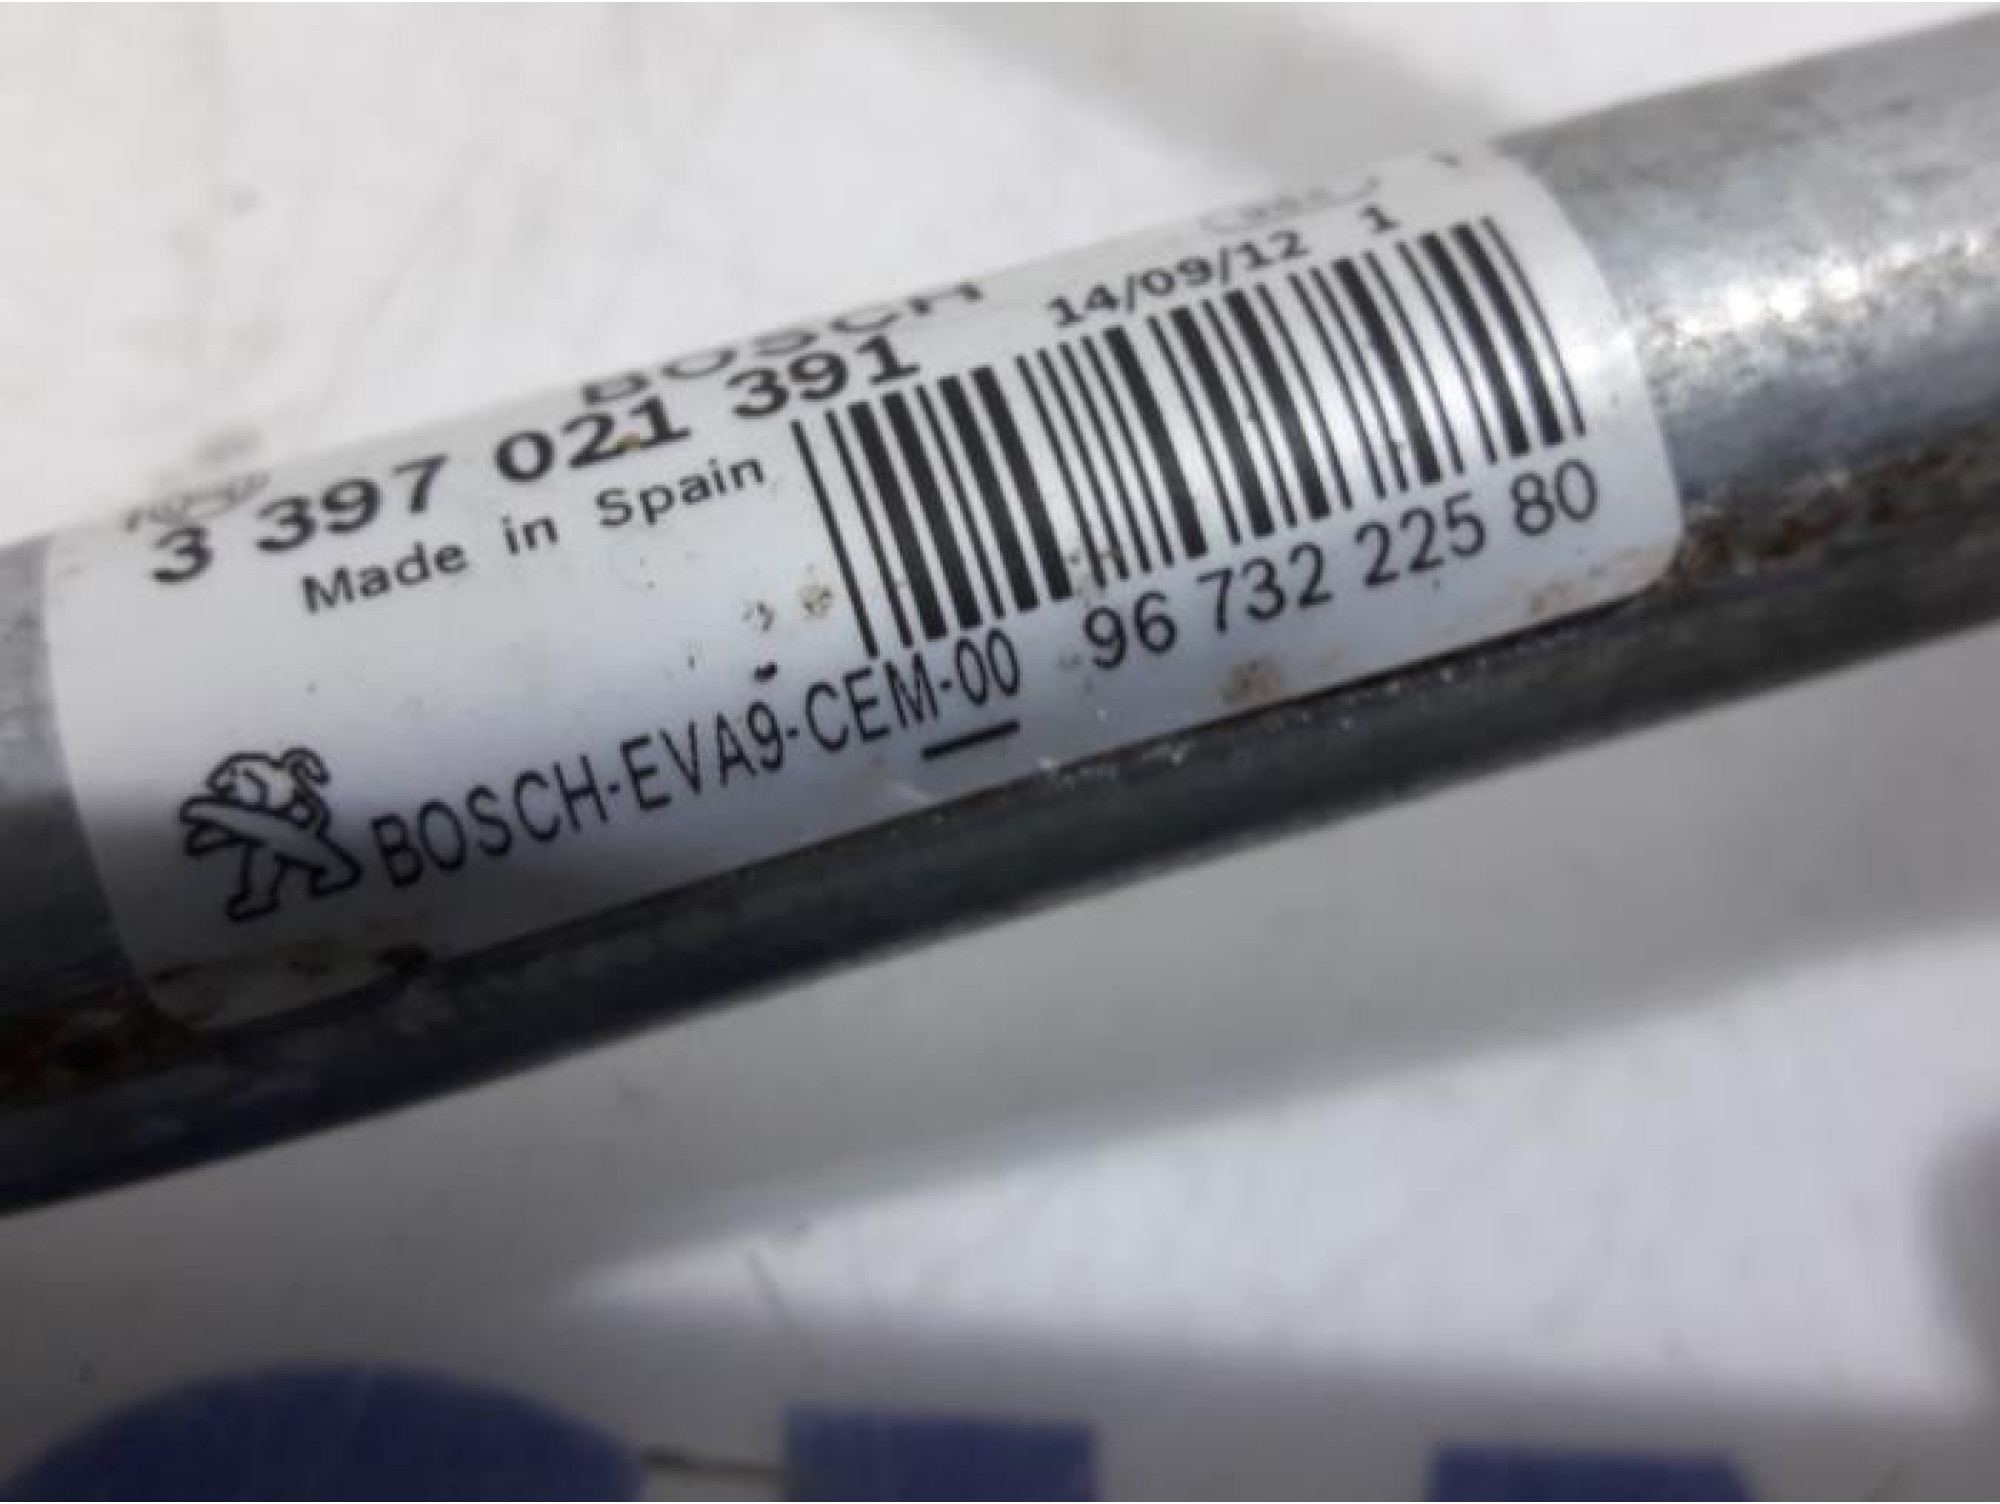 BOSCH
14/09/12 1
3 397 021 391
Made in Spain
BOSCH-EVA9-CEM-00 96 732 225 80